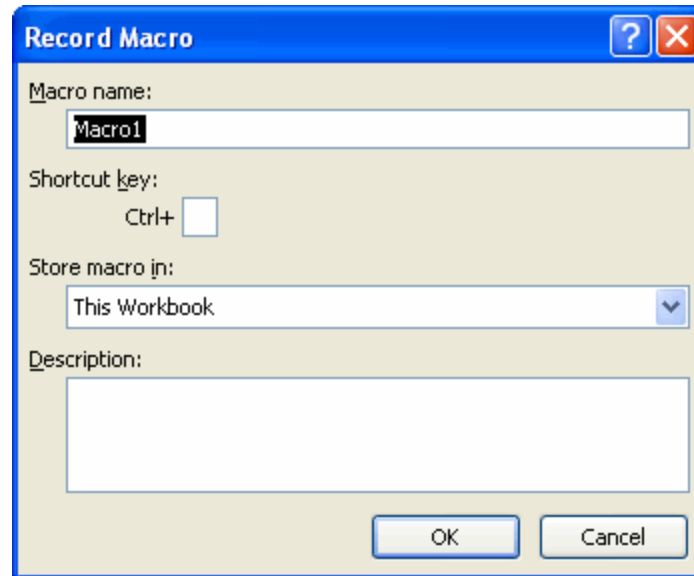 Record Macro
Macro name:
Macro1
Shortcut key:
Ctrl+
Store macro in:
This Workbook
Description:
OK Cancel